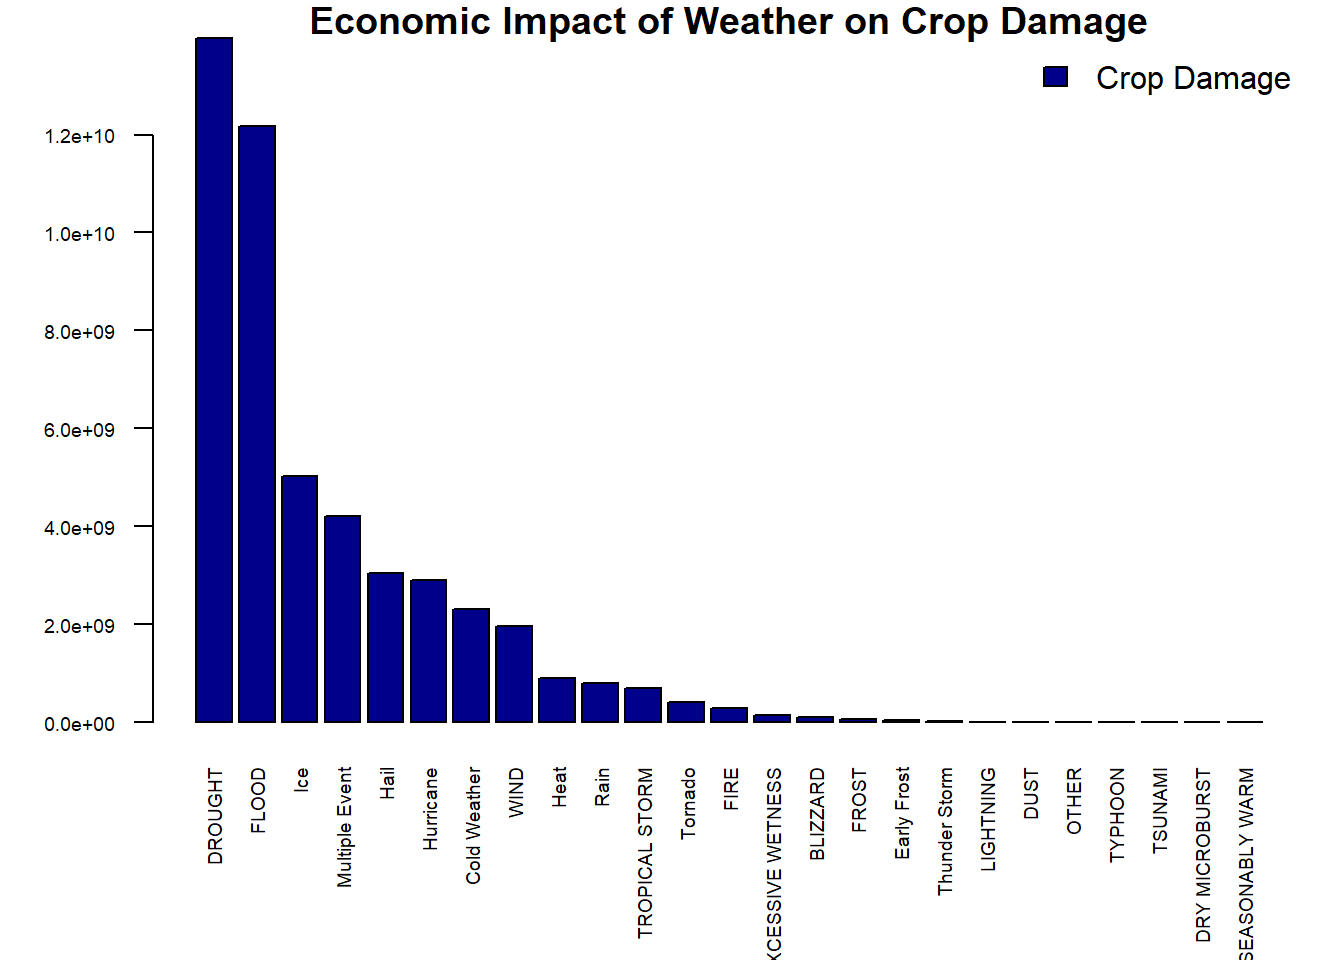 Economic Impact of Weather on Crop Damage
Crop Damage
1.2e+10
1.0e+10
8.0e+09
6.0e+09
4.0e+09
2.0e+09
0.0e+00
DROUGHT
FLOOD
Ice
Multiple Event
Hail
Hurricane
Cold Weather
WIND
Heat
Rain
TROPICAL STORM
Tornado
FIRE
XCESSIVE WETNESS
BLIZZARD
FROST
Early Frost
Thunder Storm
LIGHTNING
DUST
OTHER
TYPHOON
TSUNAMI
DRY MICROBURST
SEASONABLY WARM